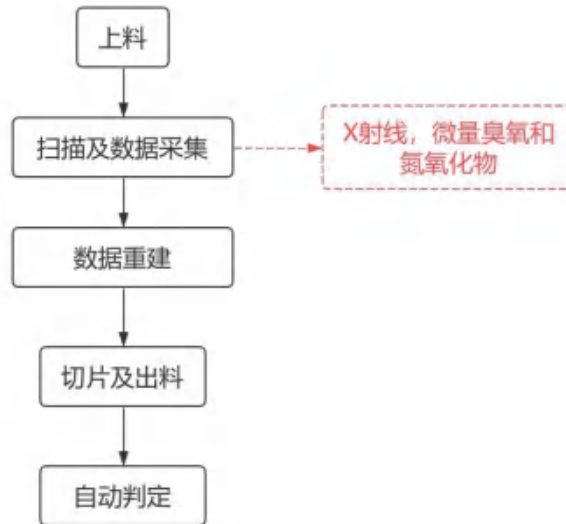 上料
扫描及数据采集
X射线，微量臭氧和
氮氧化物
数据重建
切片及出料
自动判定